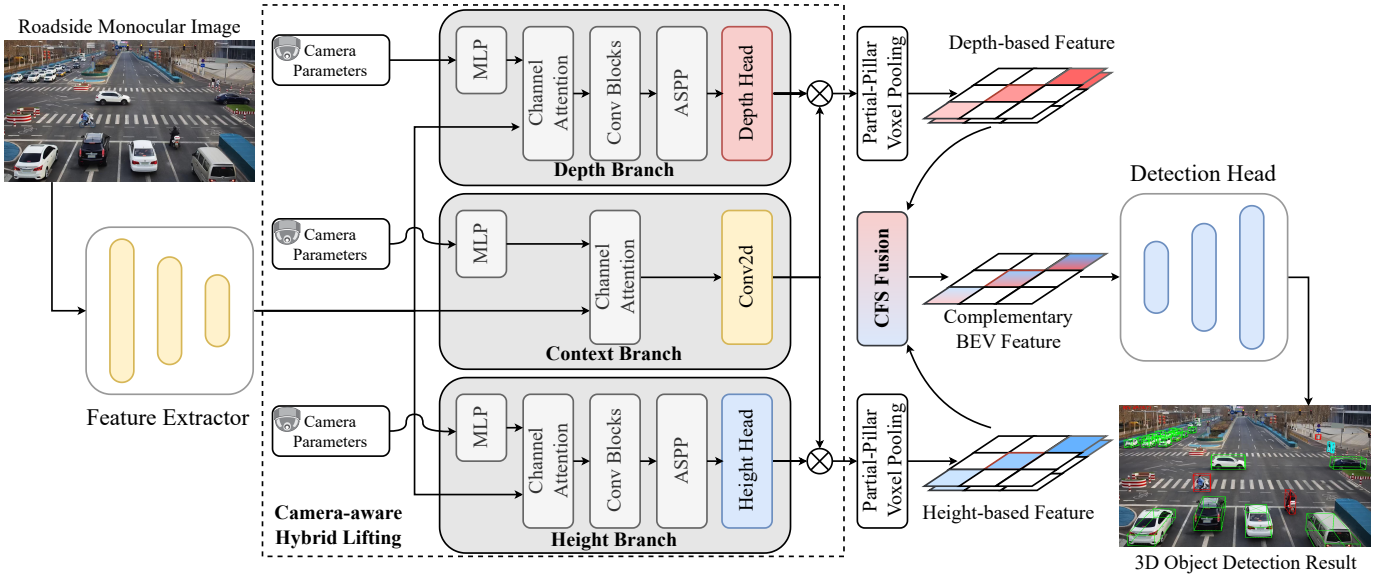 Roadside Monocular Image
Feature Extractor
Camera
Parameters
MLP
Channel
Attention
Conv Blocks
ASPP
Depth Head
Depth Branch
Camera
Parameters
MLP
Channel
Attention
Conv2d
Context Branch
Camera
Parameters
MLP
Channel
Attention
Conv Blocks
ASPP
Height Head
Height Branch
Camera-aware
Hybrid Lifting
Partial-Pillar
Voxel Pooling
Depth-based Feature
CFS Fusion
Complementary
BEV Feature
Partial-Pillar
Voxel Pooling
Height-based Feature
Detection Head
3D Object Detection Result